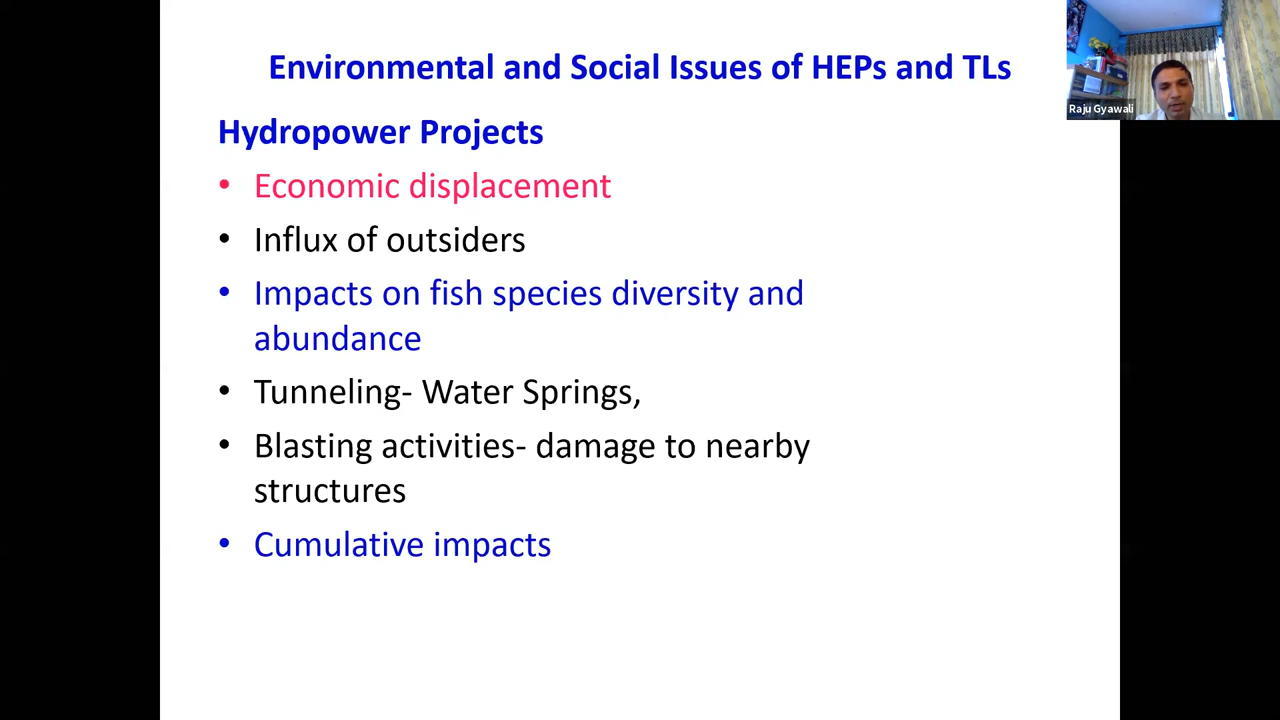 Environmental and Social Issues of HEPs and TLs
Raju Gyawali
Hydropower Projects
• Economic displacement
• Influx of outsiders
• Impacts on fish species diversity and
abundance
• Tunneling- Water Springs,
• Blasting activities- damage to nearby
structures
• Cumulative impacts